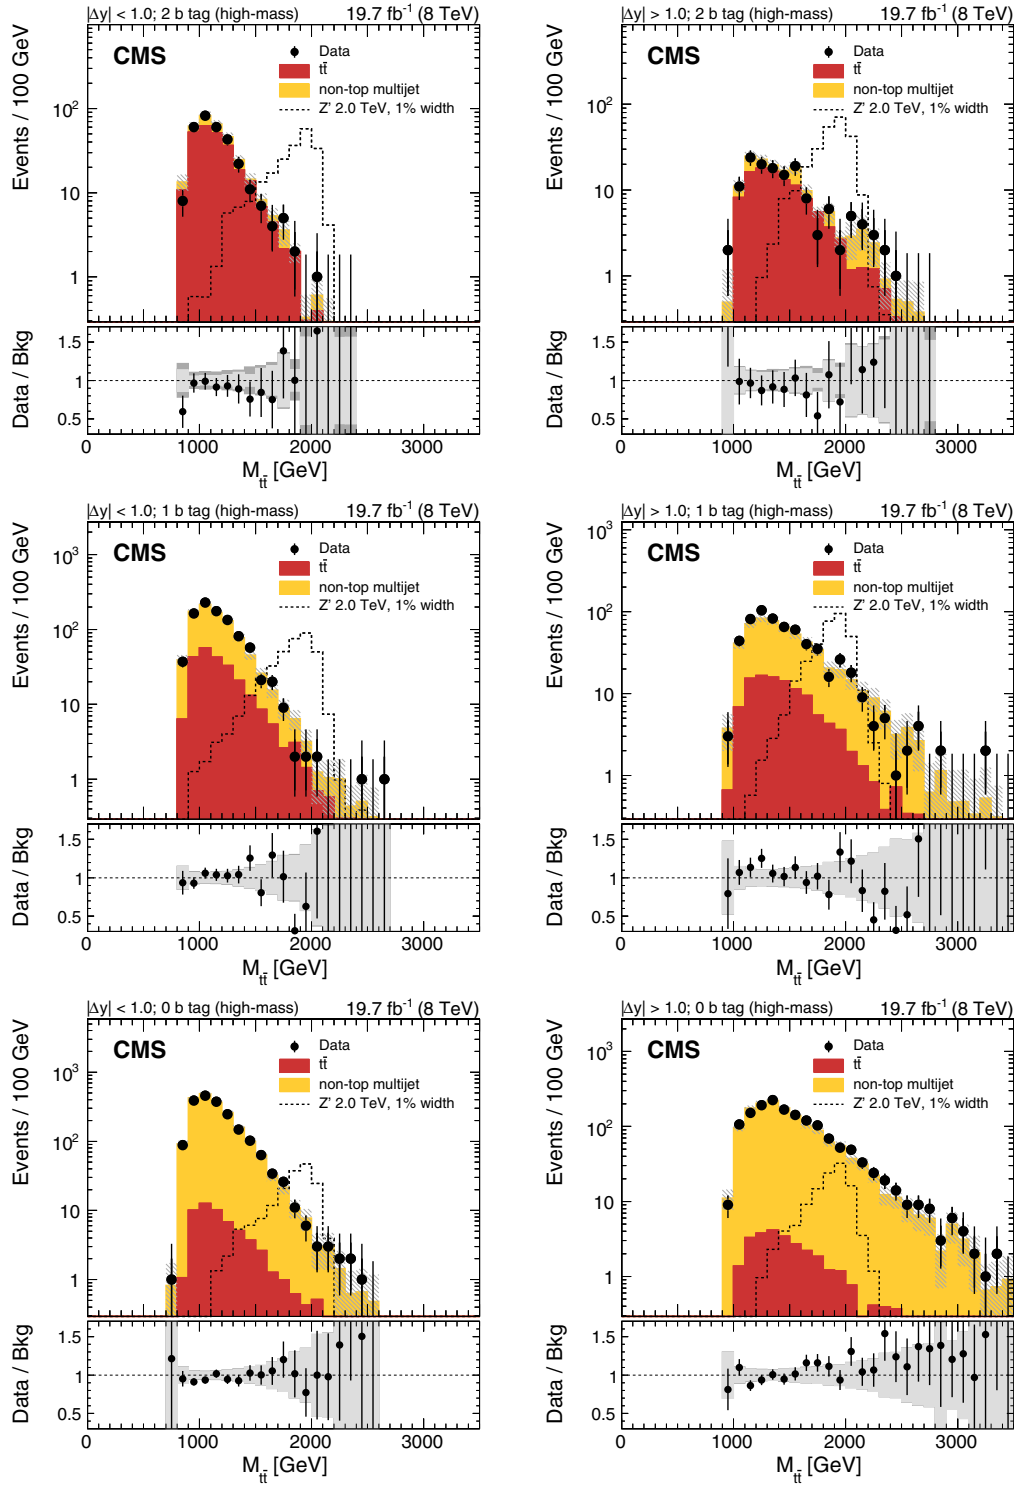 |Δy| < 1.0; 2 b tag (high-mass) 19.7 fb⁻¹ (8 TeV)
CMS
Data
tt̄
non-top multijet
Z' 2.0 TeV, 1% width
Events / 100 GeV
10²
10
1
Data / Bkg
1.5
1
0.5
0 1000 2000 3000
M_tt̄ [GeV]
|Δy| > 1.0; 2 b tag (high-mass) 19.7 fb⁻¹ (8 TeV)
CMS
Data
tt̄
non-top multijet
Z' 2.0 TeV, 1% width
Events / 100 GeV
10²
10
1
Data / Bkg
1.5
1
0.5
0 1000 2000 3000
M_tt̄ [GeV]
|Δy| < 1.0; 1 b tag (high-mass) 19.7 fb⁻¹ (8 TeV)
CMS
Data
tt̄
non-top multijet
Z' 2.0 TeV, 1% width
Events / 100 GeV
10³
10²
10
1
Data / Bkg
1.5
1
0.5
0 1000 2000 3000
M_tt̄ [GeV]
|Δy| > 1.0; 1 b tag (high-mass) 19.7 fb⁻¹ (8 TeV)
CMS
Data
tt̄
non-top multijet
Z' 2.0 TeV, 1% width
Events / 100 GeV
10³
10²
10
1
Data / Bkg
1.5
1
0.5
0 1000 2000 3000
M_tt̄ [GeV]
|Δy| < 1.0; 0 b tag (high-mass) 19.7 fb⁻¹ (8 TeV)
CMS
Data
tt̄
non-top multijet
Z' 2.0 TeV, 1% width
Events / 100 GeV
10³
10²
10
1
Data / Bkg
1.5
1
0.5
0 1000 2000 3000
M_tt̄ [GeV]
|Δy| > 1.0; 0 b tag (high-mass) 19.7 fb⁻¹ (8 TeV)
CMS
Data
tt̄
non-top multijet
Z' 2.0 TeV, 1% width
Events / 100 GeV
10³
10²
10
1
Data / Bkg
1.5
1
0.5
0 1000 2000 3000
M_tt̄ [GeV]